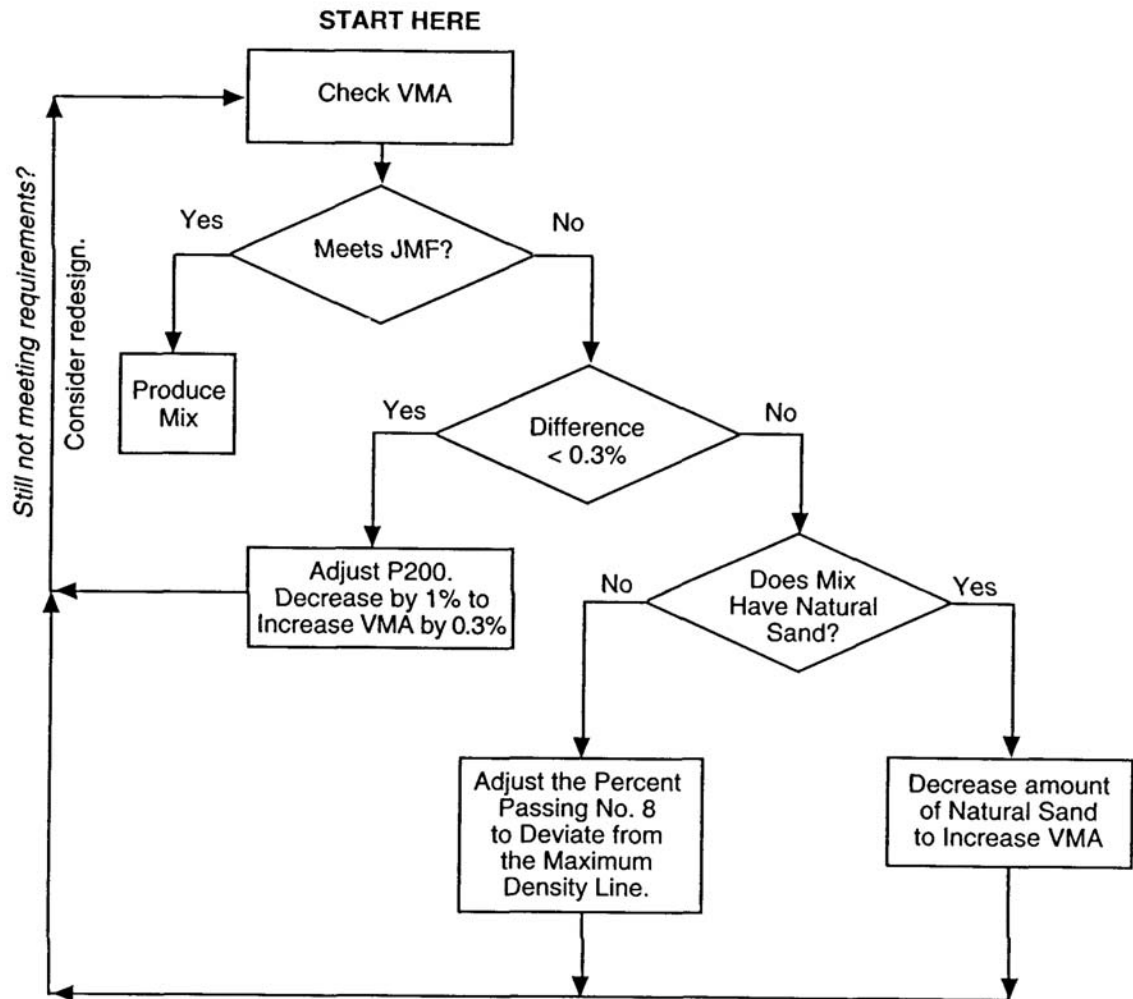 START HERE
Check VMA
Yes
No
Meets JMF?
Still not meeting requirements?
Consider redesign.
Produce
Mix
Yes
No
Difference
< 0.3%
Adjust P200.
Decrease by 1% to
Increase VMA by 0.3%
No
Yes
Does Mix
Have Natural
Sand?
Adjust the Percent
Passing No. 8
to Deviate from
the Maximum
Density Line.
Decrease amount
of Natural Sand
to Increase VMA